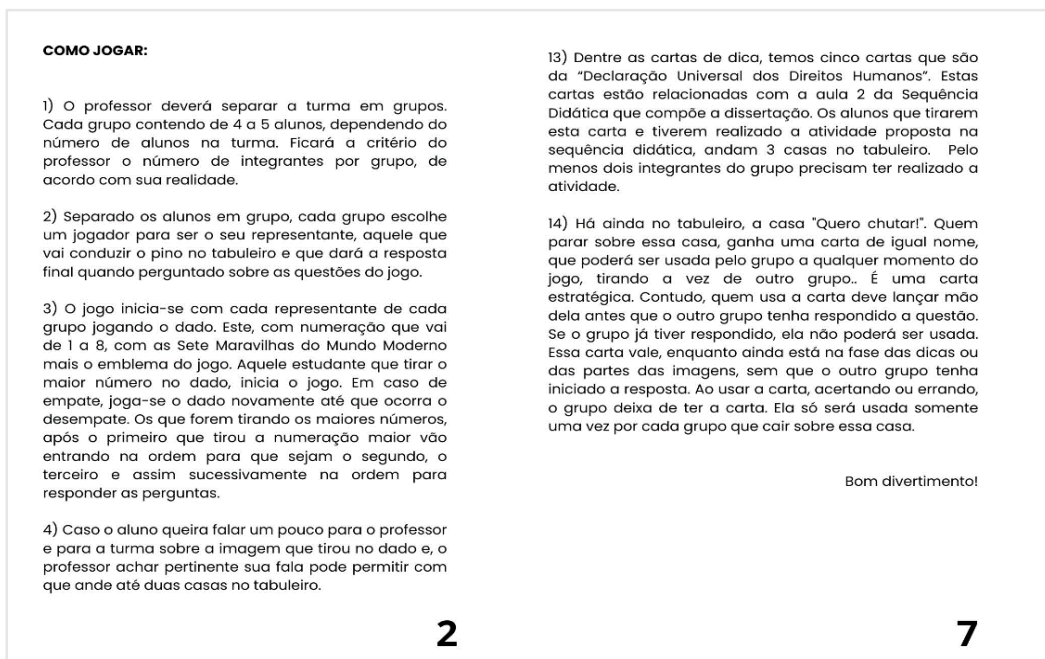 COMO JOGAR:
1) O professor deverá separar a turma em grupos.
Cada grupo contendo de 4 a 5 alunos, dependendo do
número de alunos na turma. Ficará a critério do
professor o número de integrantes por grupo, de
acordo com sua realidade.
2) Separado os alunos em grupo, cada grupo escolhe
um jogador para ser o seu representante, aquele que
vai conduzir o pino no tabuleiro e que dará a resposta
final quando perguntado sobre as questões do jogo.
3) O jogo inicia-se com cada representante de cada
grupo jogando o dado. Este, com numeração que vai
de 1 a 8, com as Sete Maravilhas do Mundo Moderno
mais o emblema do jogo. Aquele estudante que tirar o
maior número no dado, inicia o jogo. Em caso de
empate, joga-se o dado novamente até que ocorra o
desempate. Os que forem tirando os maiores números,
após o primeiro que tirou a numeração maior vão
entrando na ordem para que sejam o segundo, o
terceiro e assim sucessivamente na ordem para
responder as perguntas.
4) Caso o aluno queira falar um pouco para o professor
e para a turma sobre a imagem que tirou no dado e, o
professor achar pertinente sua fala pode permitir com
que ande até duas casas no tabuleiro.
2
13) Dentre as cartas de dica, temos cinco cartas que são
da “Declaração Universal dos Direitos Humanos”. Estas
cartas estão relacionadas com a aula 2 da Sequência
Didática que compõe a dissertação. Os alunos que tirarem
esta carta e tiverem realizado a atividade proposta na
sequência didática, andam 3 casas no tabuleiro. Pelo
menos dois integrantes do grupo precisam ter realizado a
atividade.
14) Há ainda no tabuleiro, a casa "Quero chutar!". Quem
parar sobre essa casa, ganha uma carta de igual nome,
que poderá ser usada pelo grupo a qualquer momento do
jogo, tirando a vez de outro grupo.. É uma carta
estratégica. Contudo, quem usa a carta deve lançar mão
dela antes que o outro grupo tenha respondido a questão.
Se o grupo já tiver respondido, ela não poderá ser usada.
Essa carta vale, enquanto ainda está na fase das dicas ou
das partes das imagens, sem que o outro grupo tenha
iniciado a resposta. Ao usar a carta, acertando ou errando,
o grupo deixa de ter a carta. Ela só será usada somente
uma vez por cada grupo que cair sobre essa casa.
Bom divertimento!
7